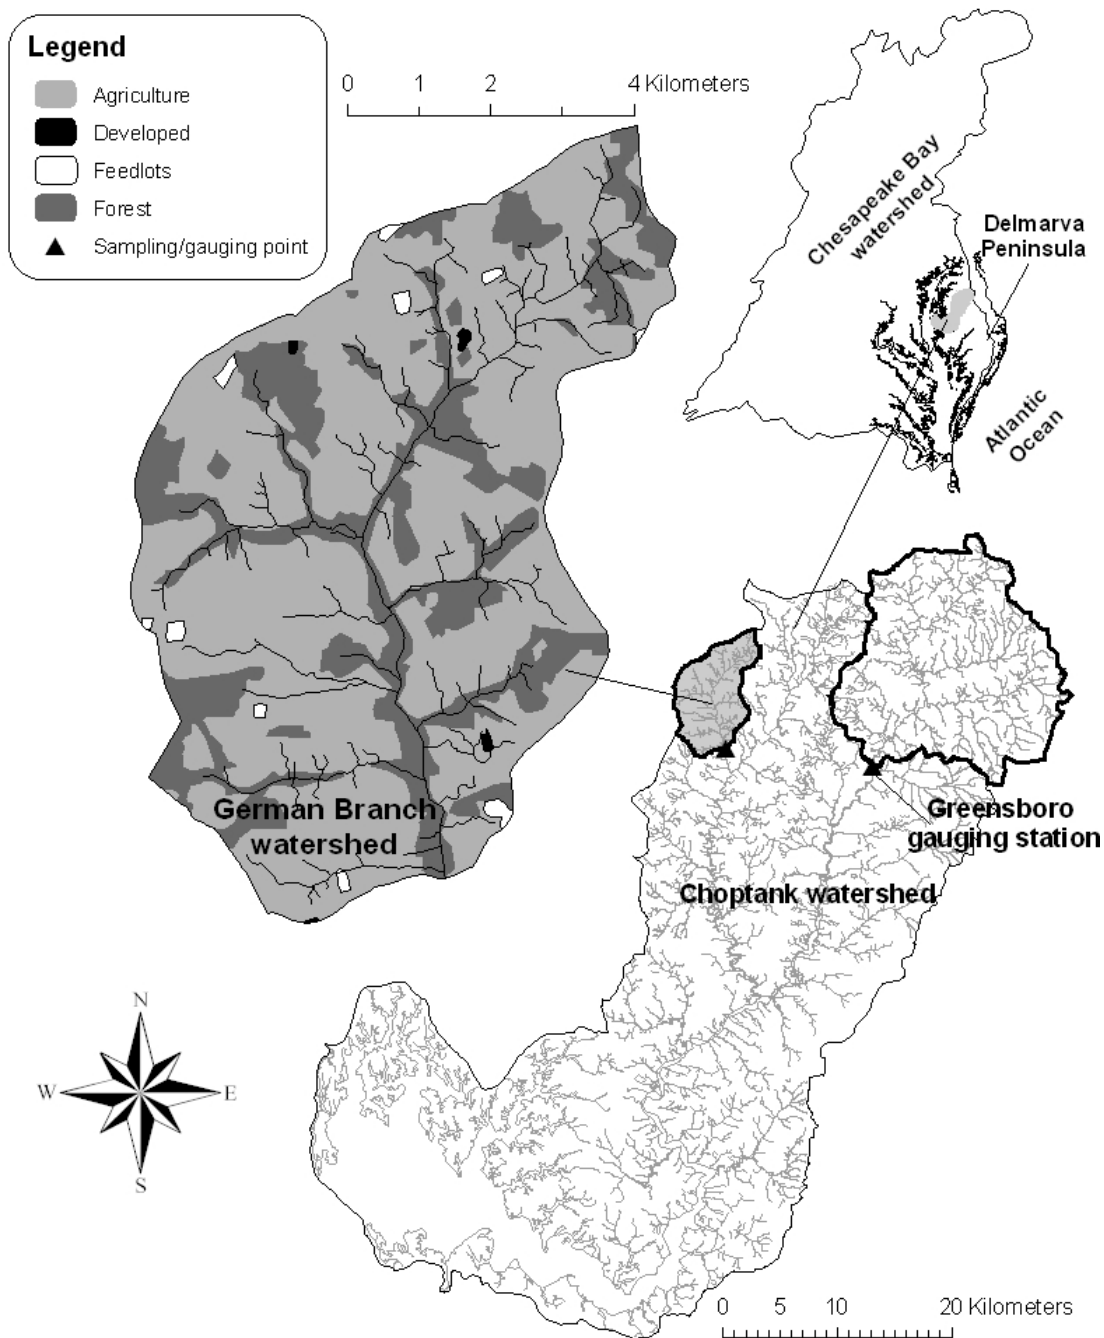 Legend
Agriculture
Developed
Feedlots
Forest
Sampling/gauging point
0 1 2 4 Kilometers
Chesapeake Bay
watershed
Delmarva
Peninsula
Atlantic
Ocean
German Branch
watershed
Greensboro
gauging station
Choptank watershed
N
W E
S
0 5 10 20 Kilometers